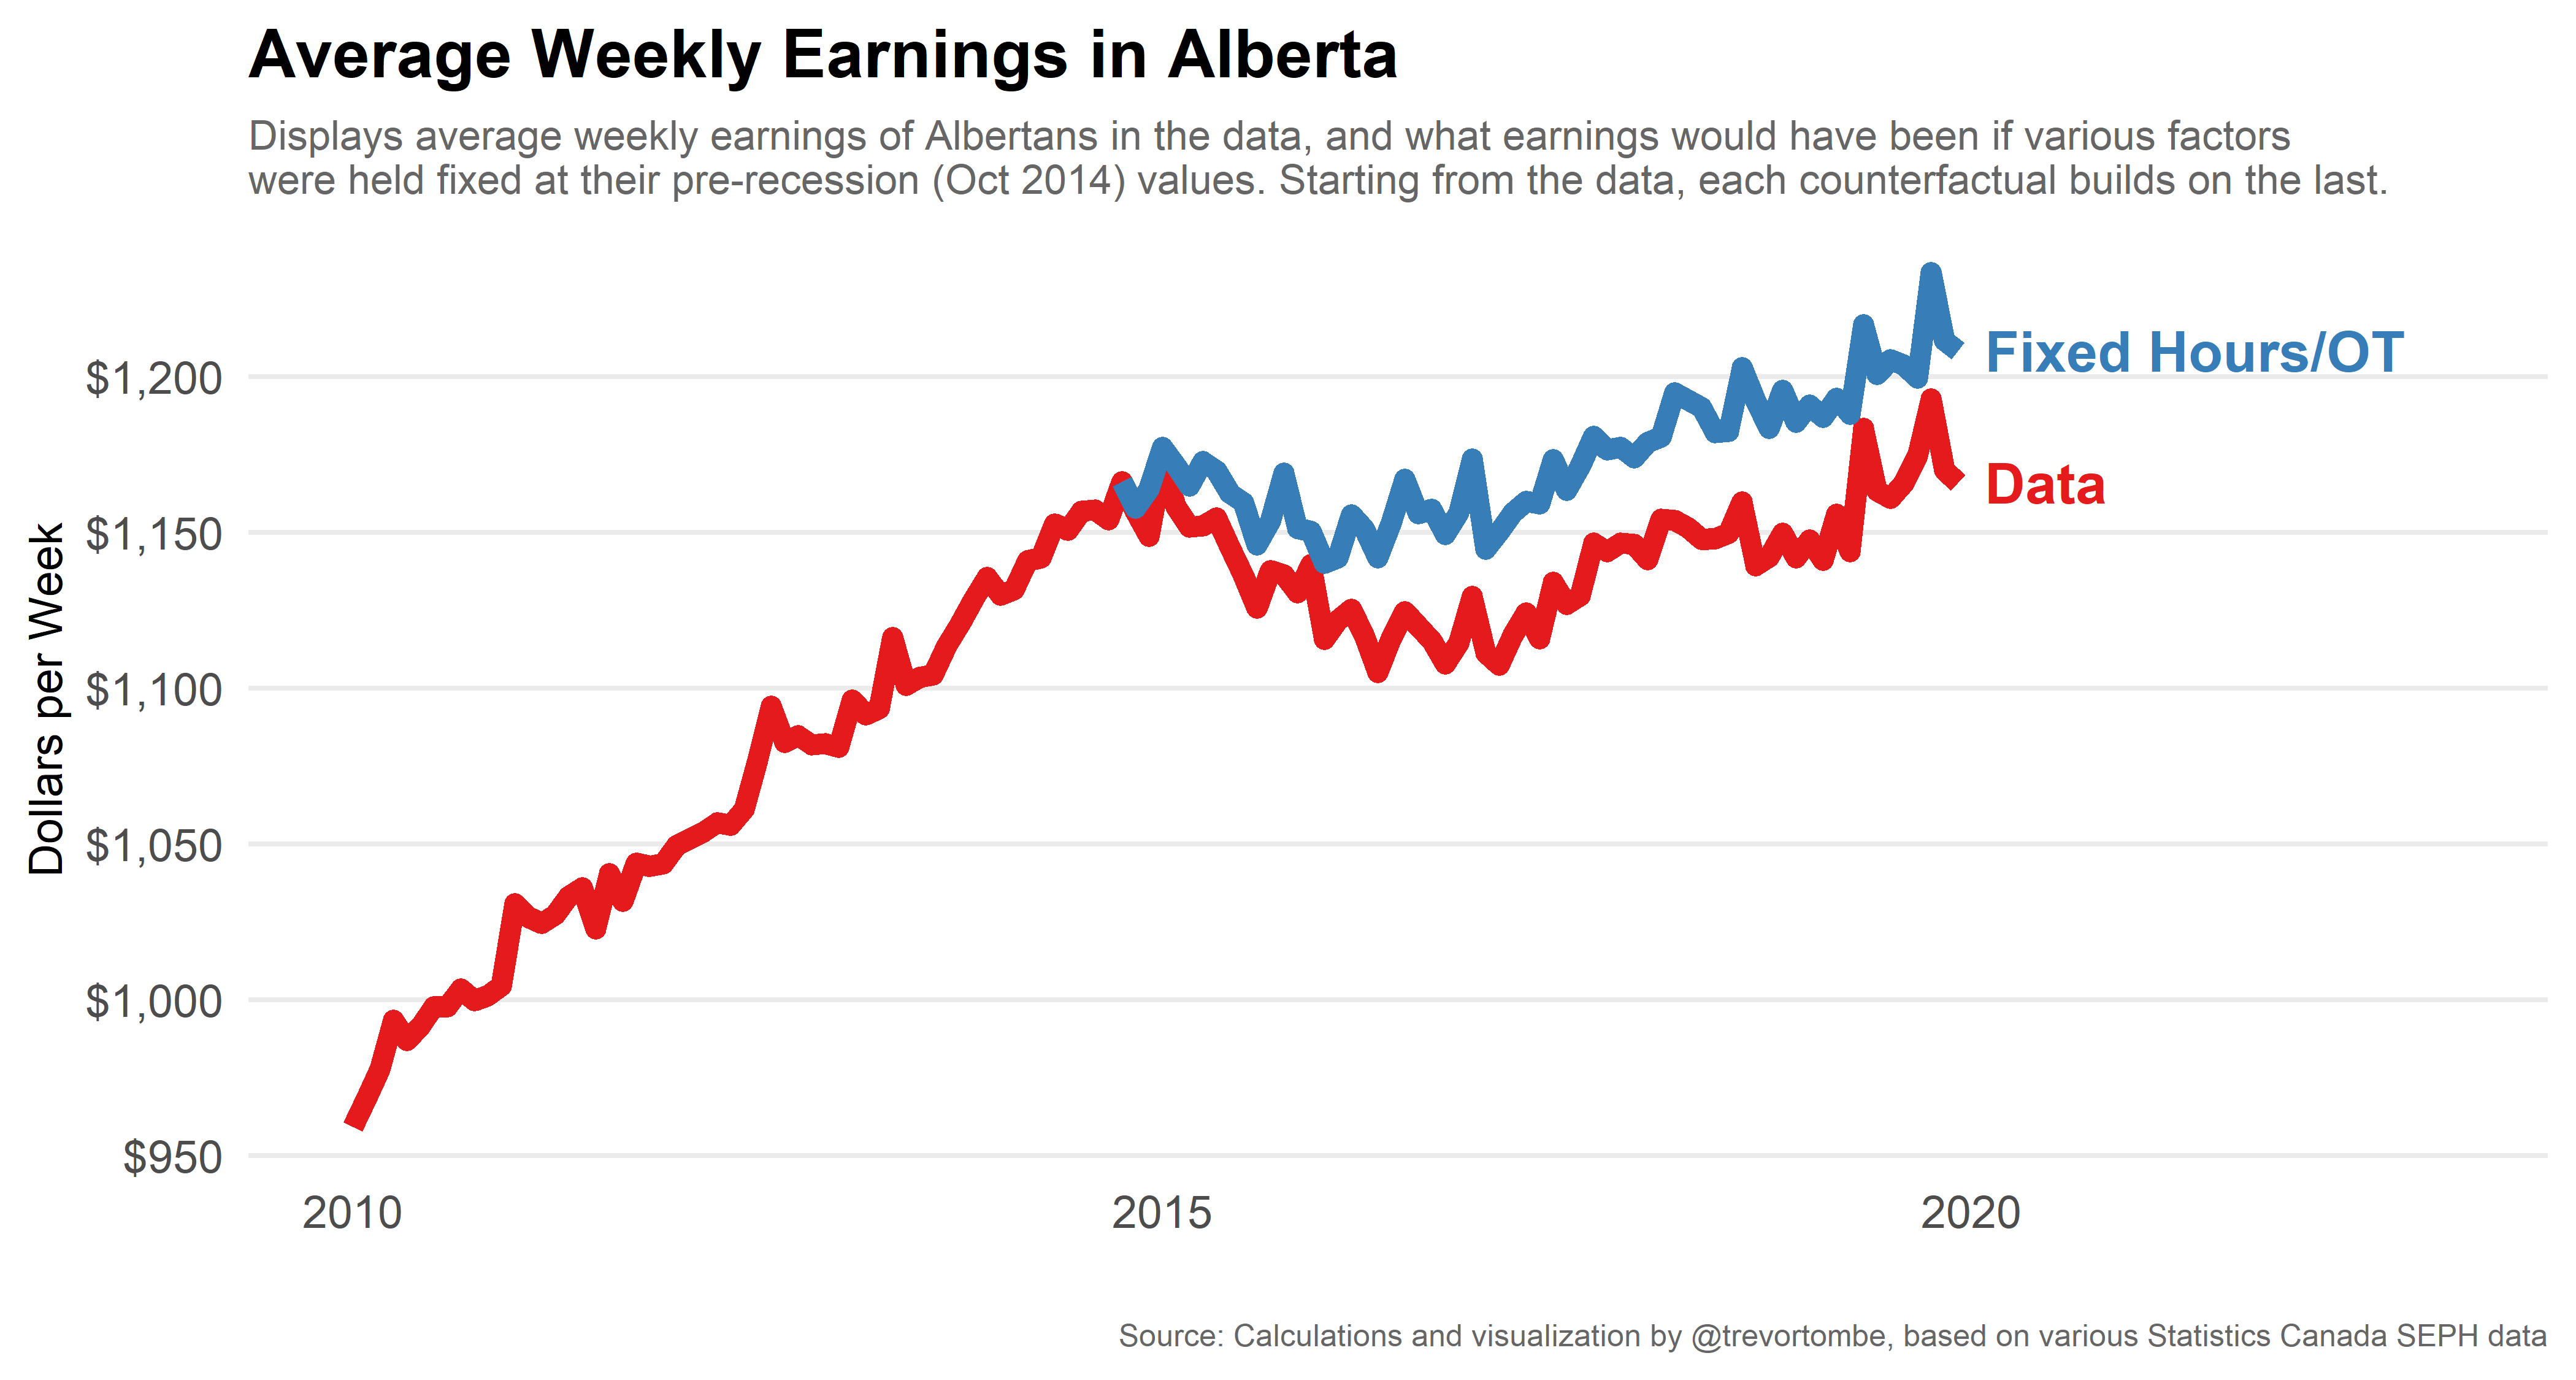 Average Weekly Earnings in Alberta
Displays average weekly earnings of Albertans in the data, and what earnings would have been if various factors
were held fixed at their pre-recession (Oct 2014) values. Starting from the data, each counterfactual builds on the last.
Dollars per Week
$1,200
$1,150
$1,100
$1,050
$1,000
$950
Fixed Hours/OT
Data
2010
2015
2020
Source: Calculations and visualization by @trevortombe, based on various Statistics Canada SEPH data